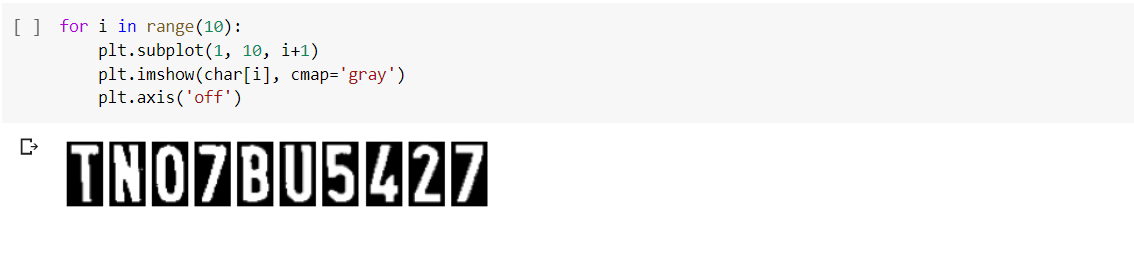 [ ] for i in range(10):
    plt.subplot(1, 10, i+1)
    plt.imshow(char[i], cmap='gray')
    plt.axis('off')
TN07BU5427